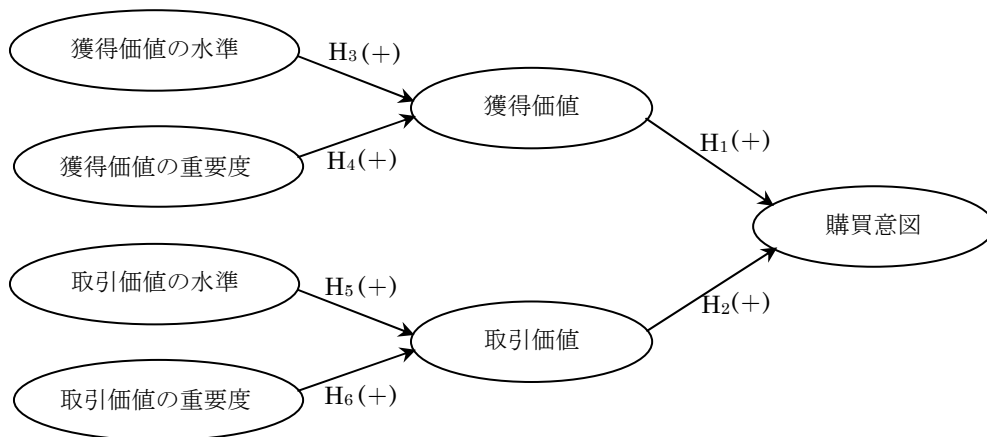 獲得価値の水準
H₃(+)
獲得価値
獲得価値の重要度
H₄(+)
H₁(+)
購買意図
取引価値の水準
H₅(+)
H₂(+)
取引価値
取引価値の重要度
H₆(+)